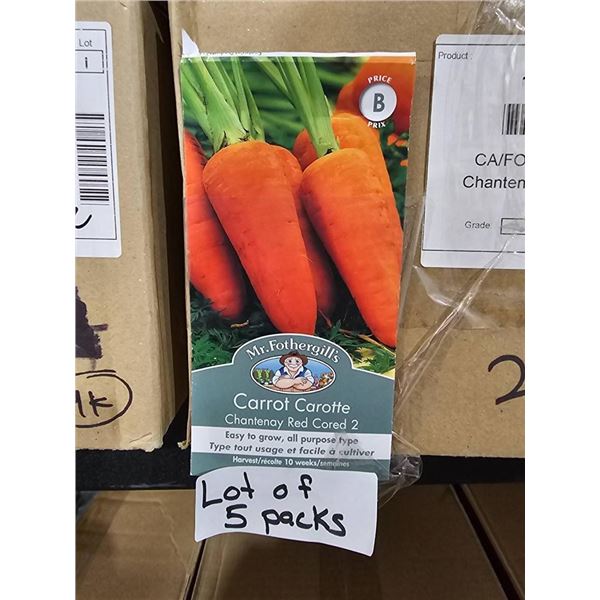 Lot
i
PRICE
B
PRIX
Mr. Fothergill's
Carrot Carotte
Chantenay Red Cored 2
Easy to grow, all purpose type
Type tout usage et facile à cultiver
Harvest/récolte 10 weeks/semaines
Lot of
5 packs
Product :
CA/FO
Chanten
Grade:
2